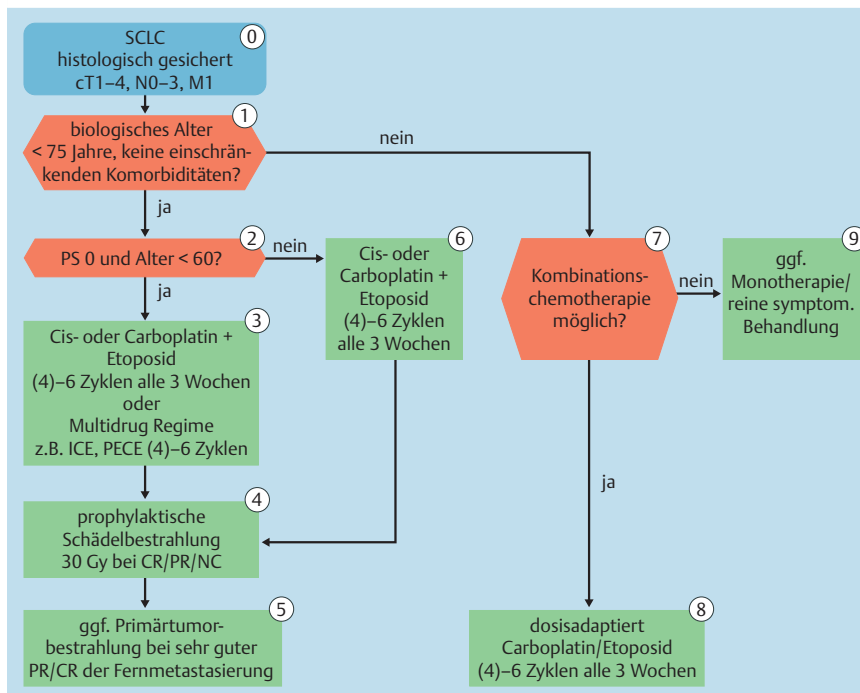 0
SCLC
histologisch gesichert
cT1–4, N0–3, M1
1
biologisches Alter
< 75 Jahre, keine einschrän-
kenden Komorbiditäten?
nein
ja
2
PS 0 und Alter < 60?
nein
ja
3
Cis- oder Carboplatin +
Etoposid
(4)–6 Zyklen alle 3 Wochen
oder
Multidrug Regime
z.B. ICE, PECE (4)–6 Zyklen
4
prophylaktische
Schädelbestrahlung
30 Gy bei CR/PR/NC
5
ggf. Primärtumor-
bestrahlung bei sehr guter
PR/CR der Fernmetastasierung
6
Cis- oder
Carboplatin +
Etoposid
(4)–6 Zyklen
alle 3 Wochen
7
Kombinations-
chemotherapie
möglich?
nein
ja
8
dosisadaptiert
Carboplatin/Etoposid
(4)–6 Zyklen alle 3 Wochen
9
ggf.
Monotherapie/
reine symptom.
Behandlung